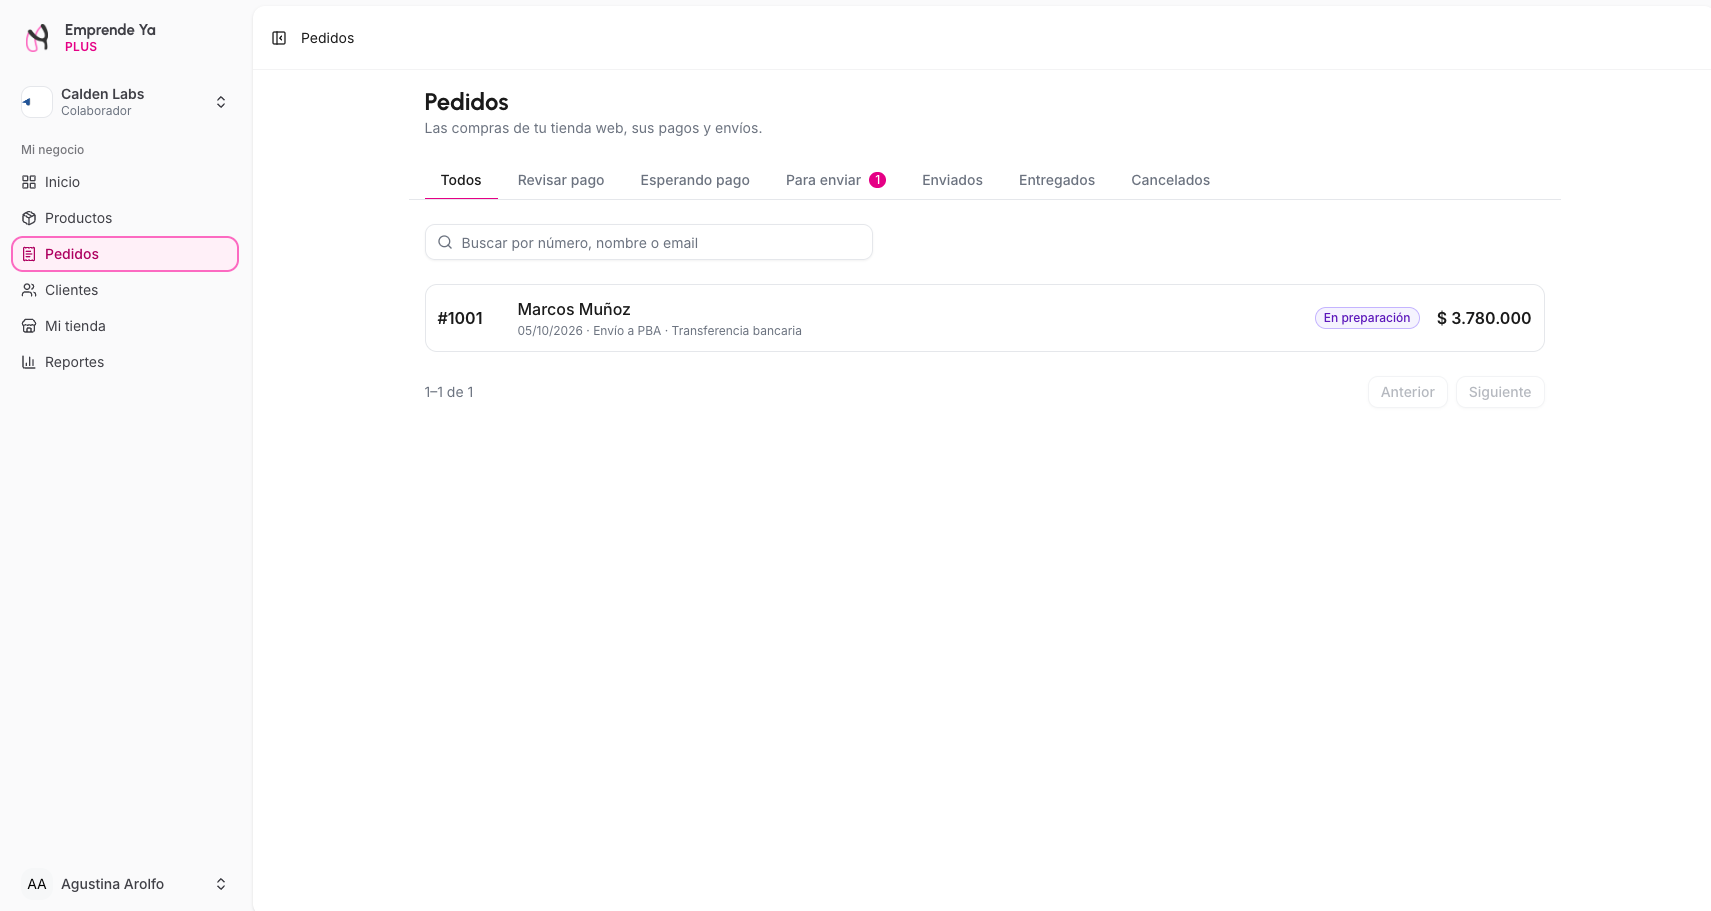 Emprende Ya
PLUS
Calden Labs
Colaborador
Mi negocio
Inicio
Productos
Pedidos
Clientes
Mi tienda
Reportes
AA Agustina Arolfo
Pedidos
Pedidos
Las compras de tu tienda web, sus pagos y envíos.
Todos Revisar pago Esperando pago Para enviar 1 Enviados Entregados Cancelados
Buscar por número, nombre o email
#1001 Marcos Muñoz En preparación $ 3.780.000
05/10/2026 · Envío a PBA · Transferencia bancaria
1–1 de 1 Anterior Siguiente